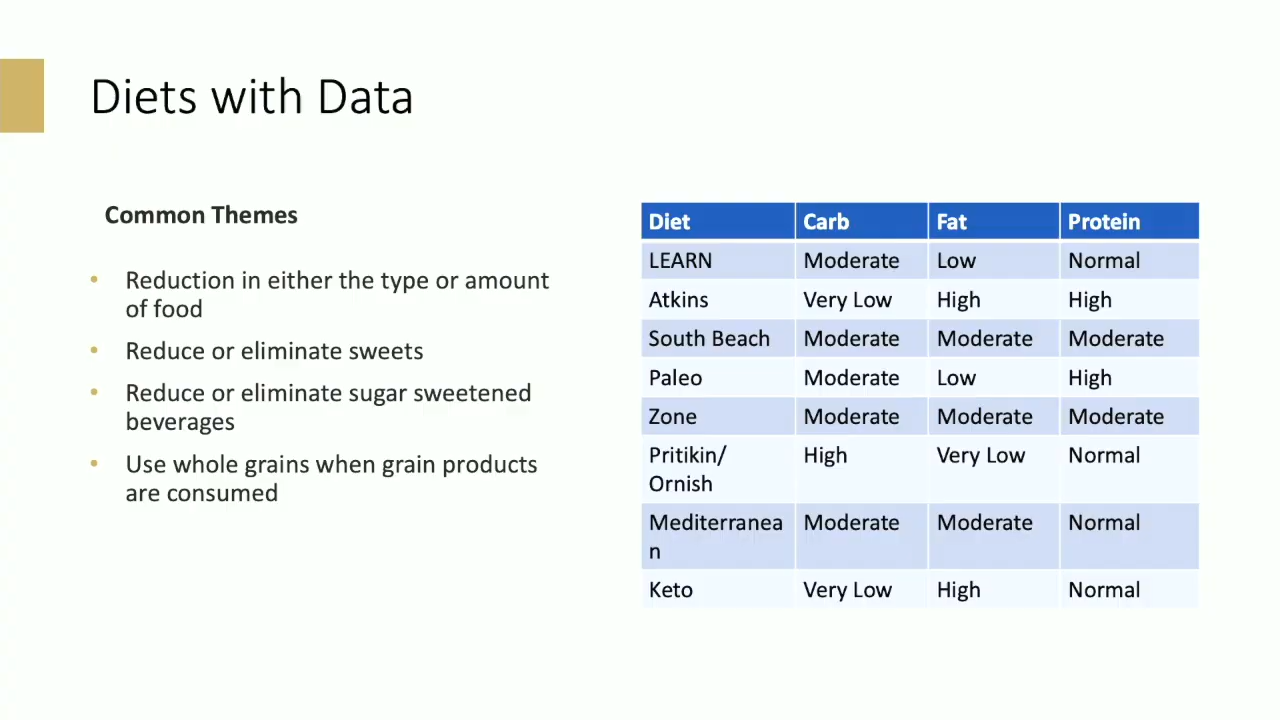 Diets with Data
Common Themes
• Reduction in either the type or amount
of food
• Reduce or eliminate sweets
• Reduce or eliminate sugar sweetened
beverages
• Use whole grains when grain products
are consumed
Diet Carb Fat Protein
LEARN Moderate Low Normal
Atkins Very Low High High
South Beach Moderate Moderate Moderate
Paleo Moderate Low High
Zone Moderate Moderate Moderate
Pritikin/ High Very Low Normal
Ornish
Mediterranea Moderate Moderate Normal
n
Keto Very Low High Normal